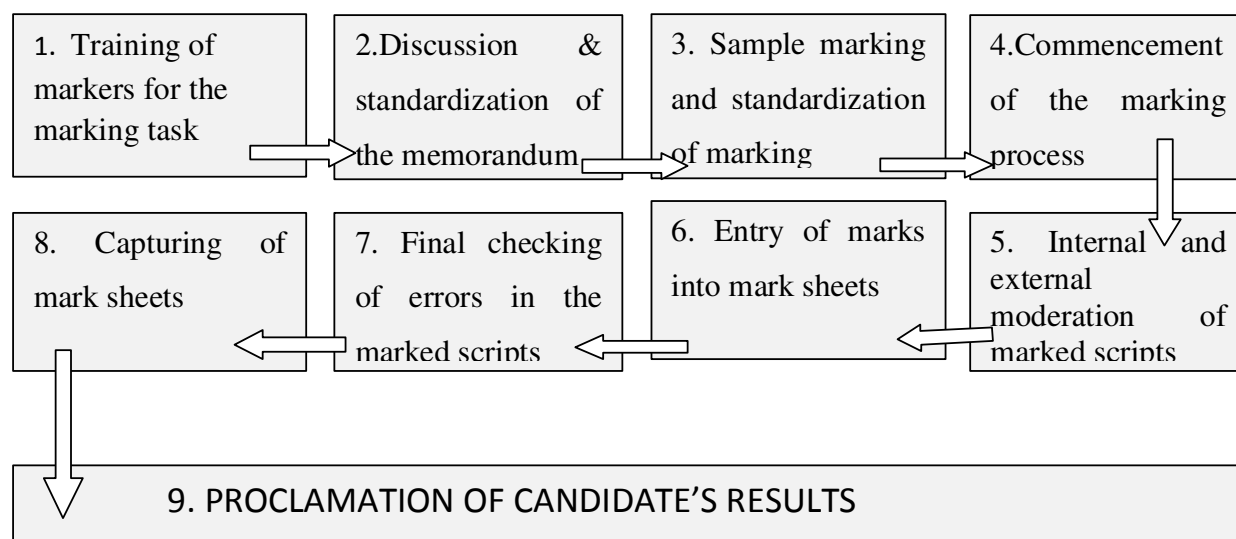 1. Training of
markers for the
marking task
2.Discussion &
standardization of
the memorandum
3. Sample marking
and standardization
of marking
4.Commencement
of the marking
process
5. Internal and
external
moderation of
marked scripts
6. Entry of marks
into mark sheets
7. Final checking
of errors in the
marked scripts
8. Capturing of
mark sheets
9. PROCLAMATION OF CANDIDATE'S RESULTS